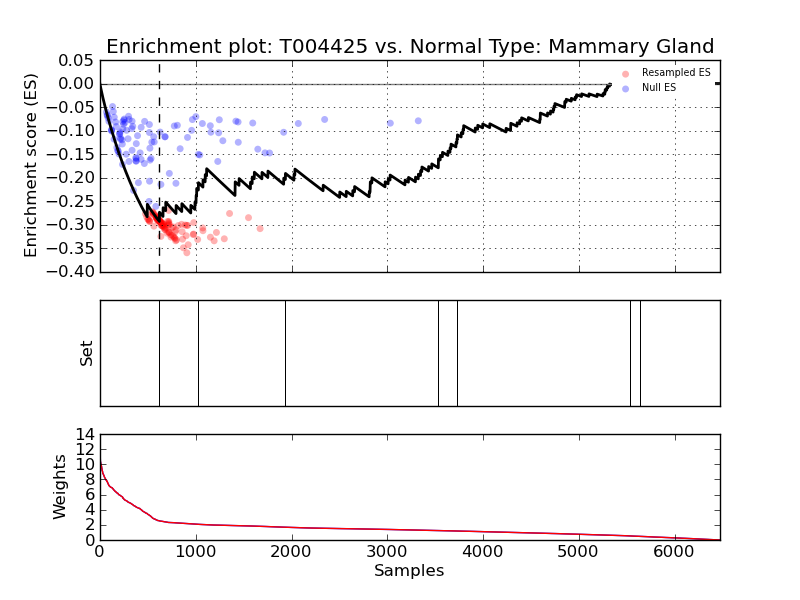 Enrichment plot: T004425 vs. Normal Type: Mammary Gland
Enrichment score (ES)
0.05
0.00
−0.05
−0.10
−0.15
−0.20
−0.25
−0.30
−0.35
−0.40
Resampled ES
Null ES
Set
Weights
14
12
10
8
6
4
2
0
0 1000 2000 3000 4000 5000 6000
Samples